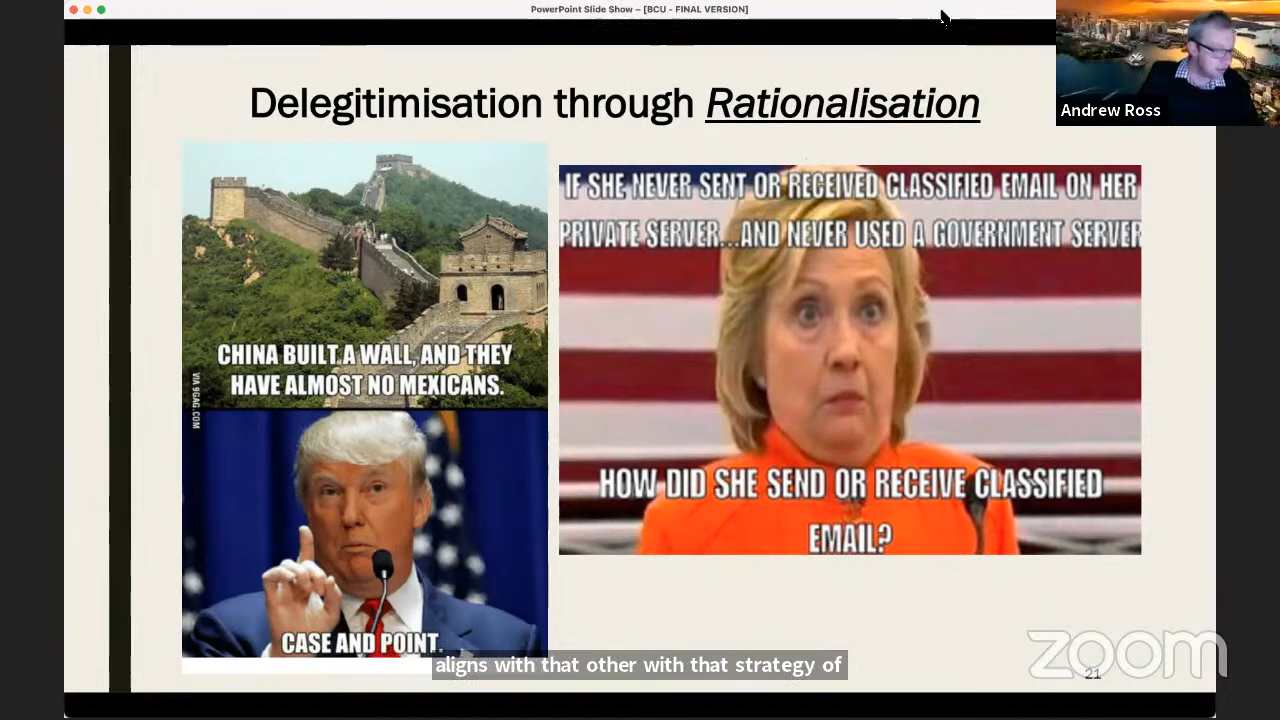 PowerPoint Slide Show – [BCU - FINAL VERSION]
Andrew Ross
Delegitimisation through Rationalisation
CHINA BUILT A WALL, AND THEY
HAVE ALMOST NO MEXICANS.
VIA 9GAG.COM
CASE AND POINT.
IF SHE NEVER SENT OR RECEIVED CLASSIFIED EMAIL ON HER
PRIVATE SERVER...AND NEVER USED A GOVERNMENT SERVER
HOW DID SHE SEND OR RECEIVE CLASSIFIED
EMAIL?
aligns with that other with that strategy of
zoom
21